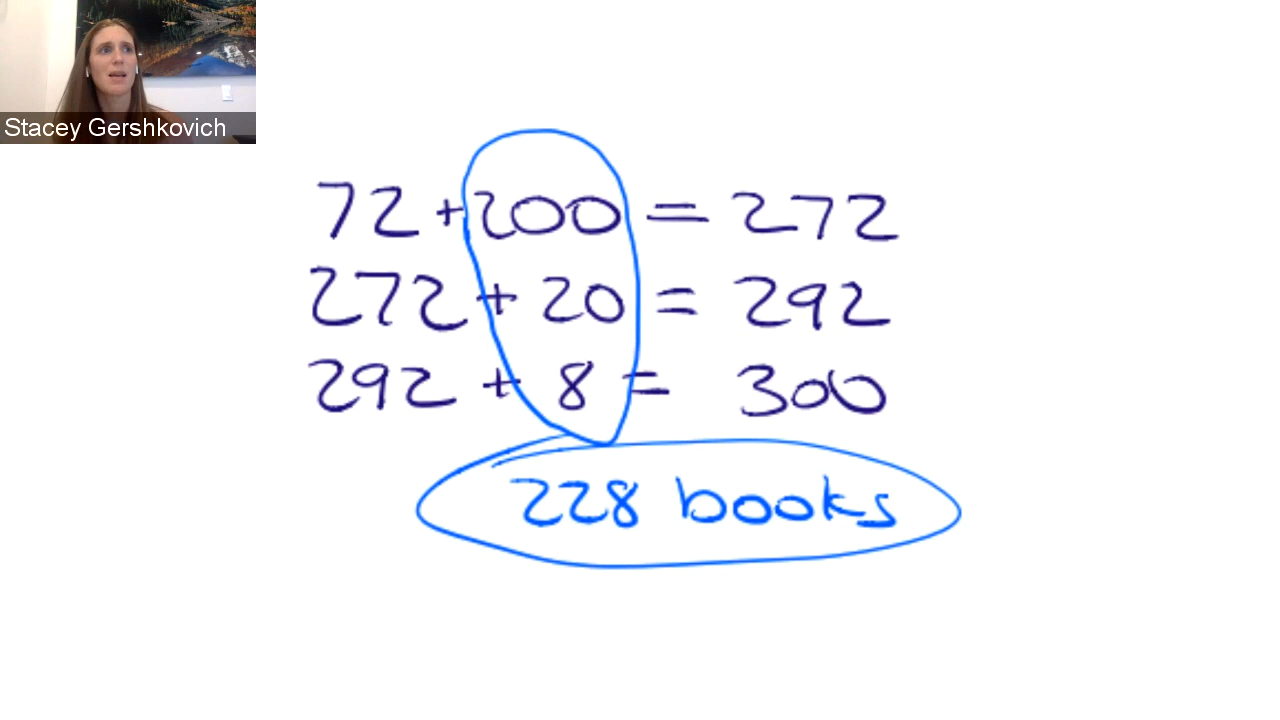 Stacey Gershkovich
72 + 200 = 272
272 + 20 = 292
292 + 8 = 300
228 books